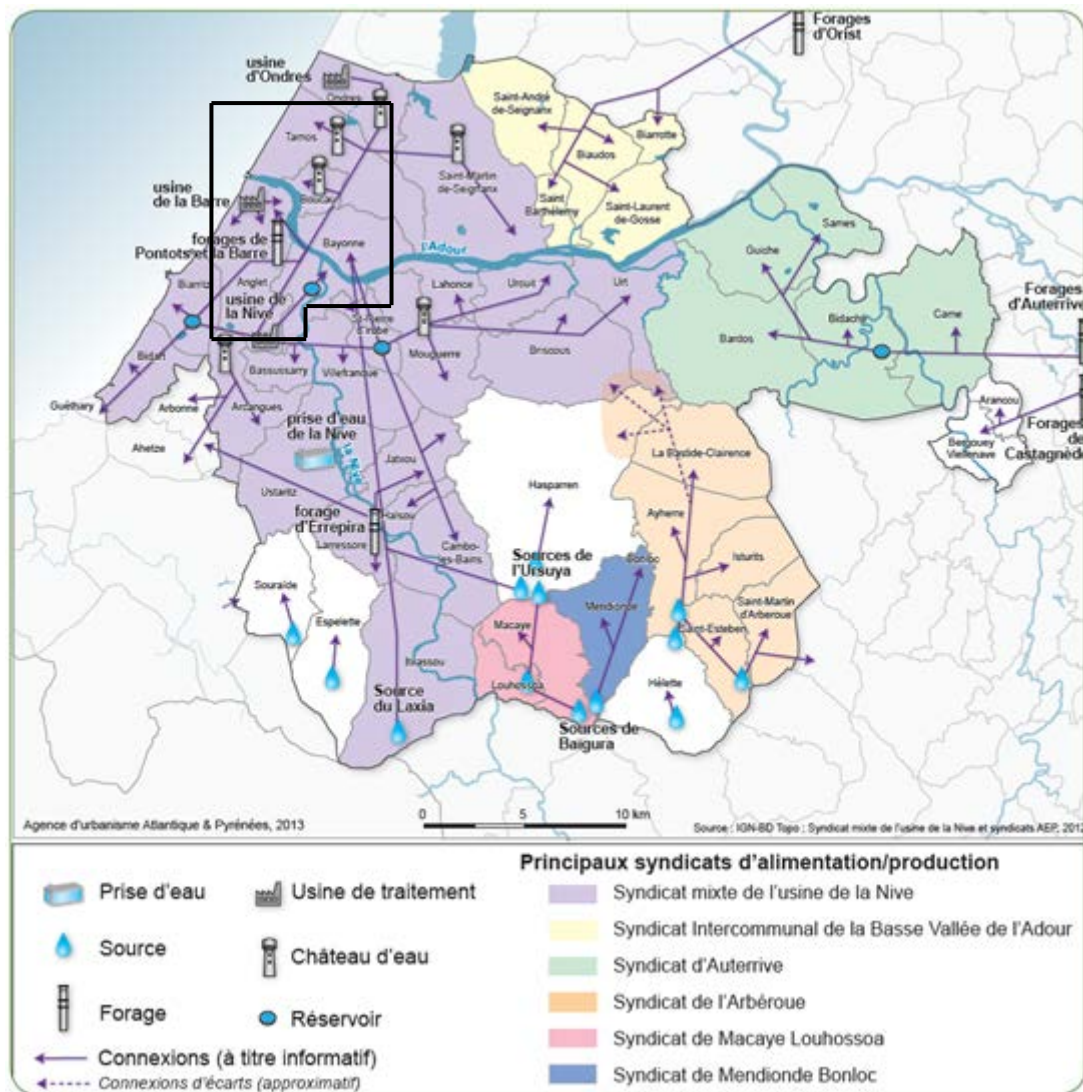 Forages
d'Orist
usine
d'Ondres
Ondres
Saint-André
de-Seignanx
Tarnos
Biarrotte
Biaudos
Saint-Martin
de-Seignanx
usine
de la Barre
Boucau
Saint
Barthélemy
Saint-Laurent
de-Gosse
Sames
forages de
Pontots et la Barre
Bayonne
l'Adour
Guiche
Biarritz
Anglet
Lahonce
Urcuit
Urt
usine de
la Nive
St-Pierre
d'Irube
Forages
d'Auterrive
Bidache
Came
Bardos
Mouguerre
Briscous
Bidart
Bassussarry
Villefranque
Guéthary
Arbonne
Arcangues
Arancou
prise d'eau
de la Nive
Forages
de
Castagnède
Bergouey
Viellenave
Ahetze
la Nive
Jatxou
La Bastide-Clairence
Ustaritz
Hasparren
Ayherre
forage
d'Errepira
Halsou
Larressore
Cambo
-les-Bains
Sources de
l'Ursuya
Bonloc
Isturits
Souraïde
Espelette
Macaye
Mendionde
Saint-Martin
d'Arberoue
Saint-Esteben
Itxassou
Louhossoa
Hélette
Source
du Laxia
Sources de
Baïgura
0 5 10 km
Agence d'urbanisme Atlantique & Pyrénées, 2013
Source : IGN-BD Topo ; Syndicat mixte de l'usine de la Nive et syndicats AEP, 2012
Principaux syndicats d'alimentation/production
Prise d'eau
Usine de traitement
Syndicat mixte de l'usine de la Nive
Syndicat Intercommunal de la Basse Vallée de l'Adour
Source
Château d'eau
Syndicat d'Auterrive
Syndicat de l'Arbéroue
Forage
Réservoir
Syndicat de Macaye Louhossoa
Connexions (à titre informatif)
Syndicat de Mendionde Bonloc
Connexions d'écarts (approximatif)